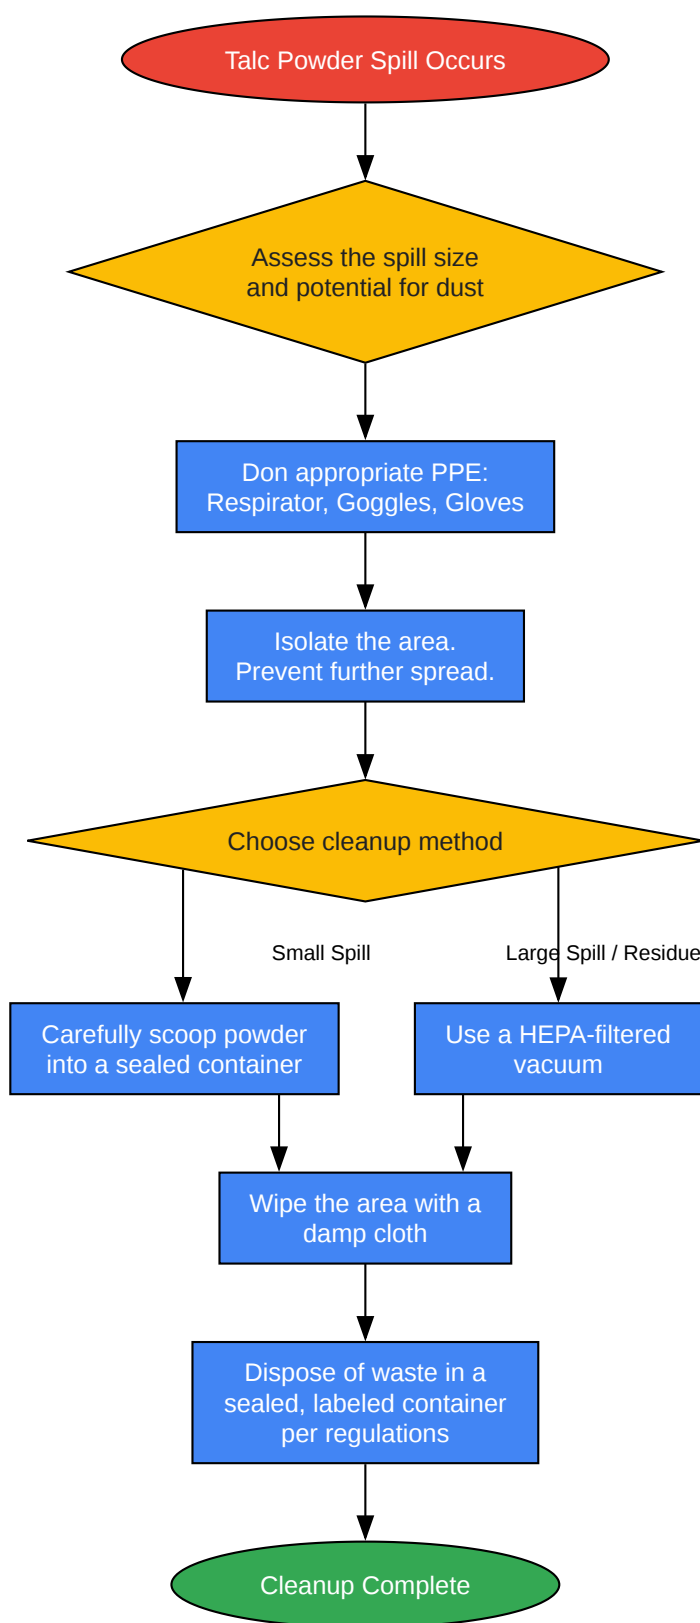 Talc Powder Spill Occurs
Assess the spill size
and potential for dust
Don appropriate PPE:
Respirator, Goggles, Gloves
Isolate the area.
Prevent further spread.
Choose cleanup method
Small Spill
Large Spill / Residue
Carefully scoop powder
into a sealed container
Use a HEPA-filtered
vacuum
Wipe the area with a
damp cloth
Dispose of waste in a
sealed, labeled container
per regulations
Cleanup Complete